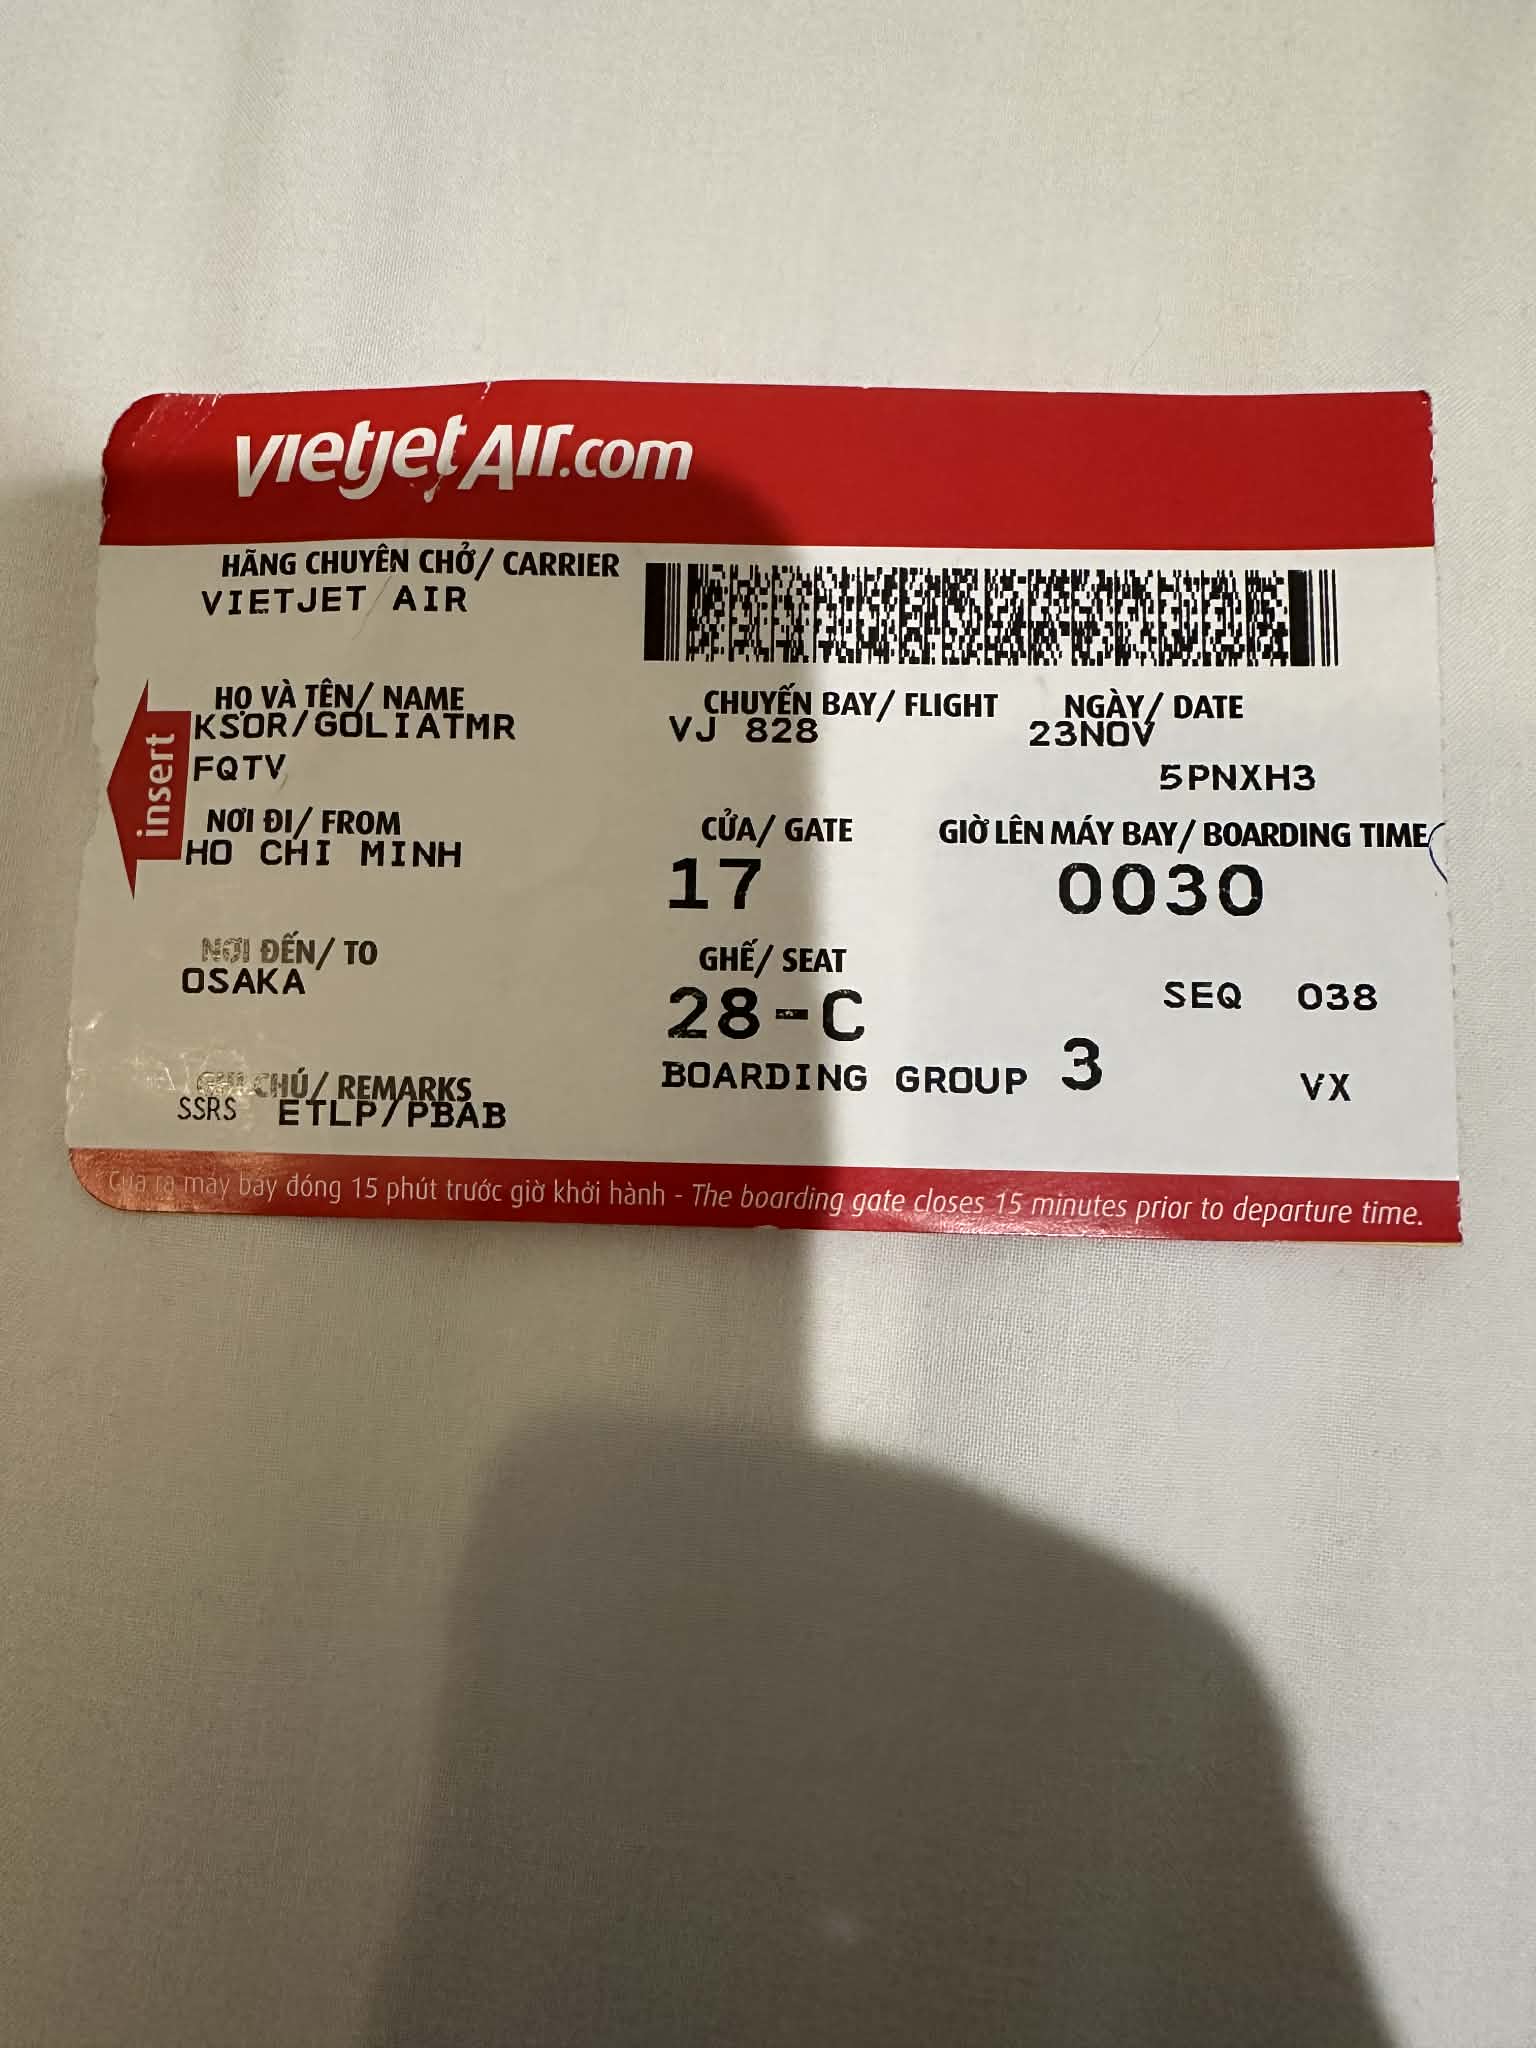 vietjetAir.com
HÃNG CHUYÊN CHỞ/ CARRIER
VIETJET AIR
HỌ VÀ TÊN/ NAME
KSOR/GOLIATMR
FQTV
CHUYẾN BAY/ FLIGHT
VJ 828
NGÀY/ DATE
23NOV
5PNXH3
insert
NƠI ĐI/ FROM
HO CHI MINH
CỬA/ GATE
17
GIỜ LÊN MÁY BAY/ BOARDING TIME
0030
NƠI ĐẾN/ TO
OSAKA
GHẾ/ SEAT
28-C
SEQ 038
BOARDING GROUP 3
VX
GHI CHÚ/ REMARKS
SSRS ETLP/PBAB
Cửa ra máy bay đóng 15 phút trước giờ khởi hành - The boarding gate closes 15 minutes prior to departure time.